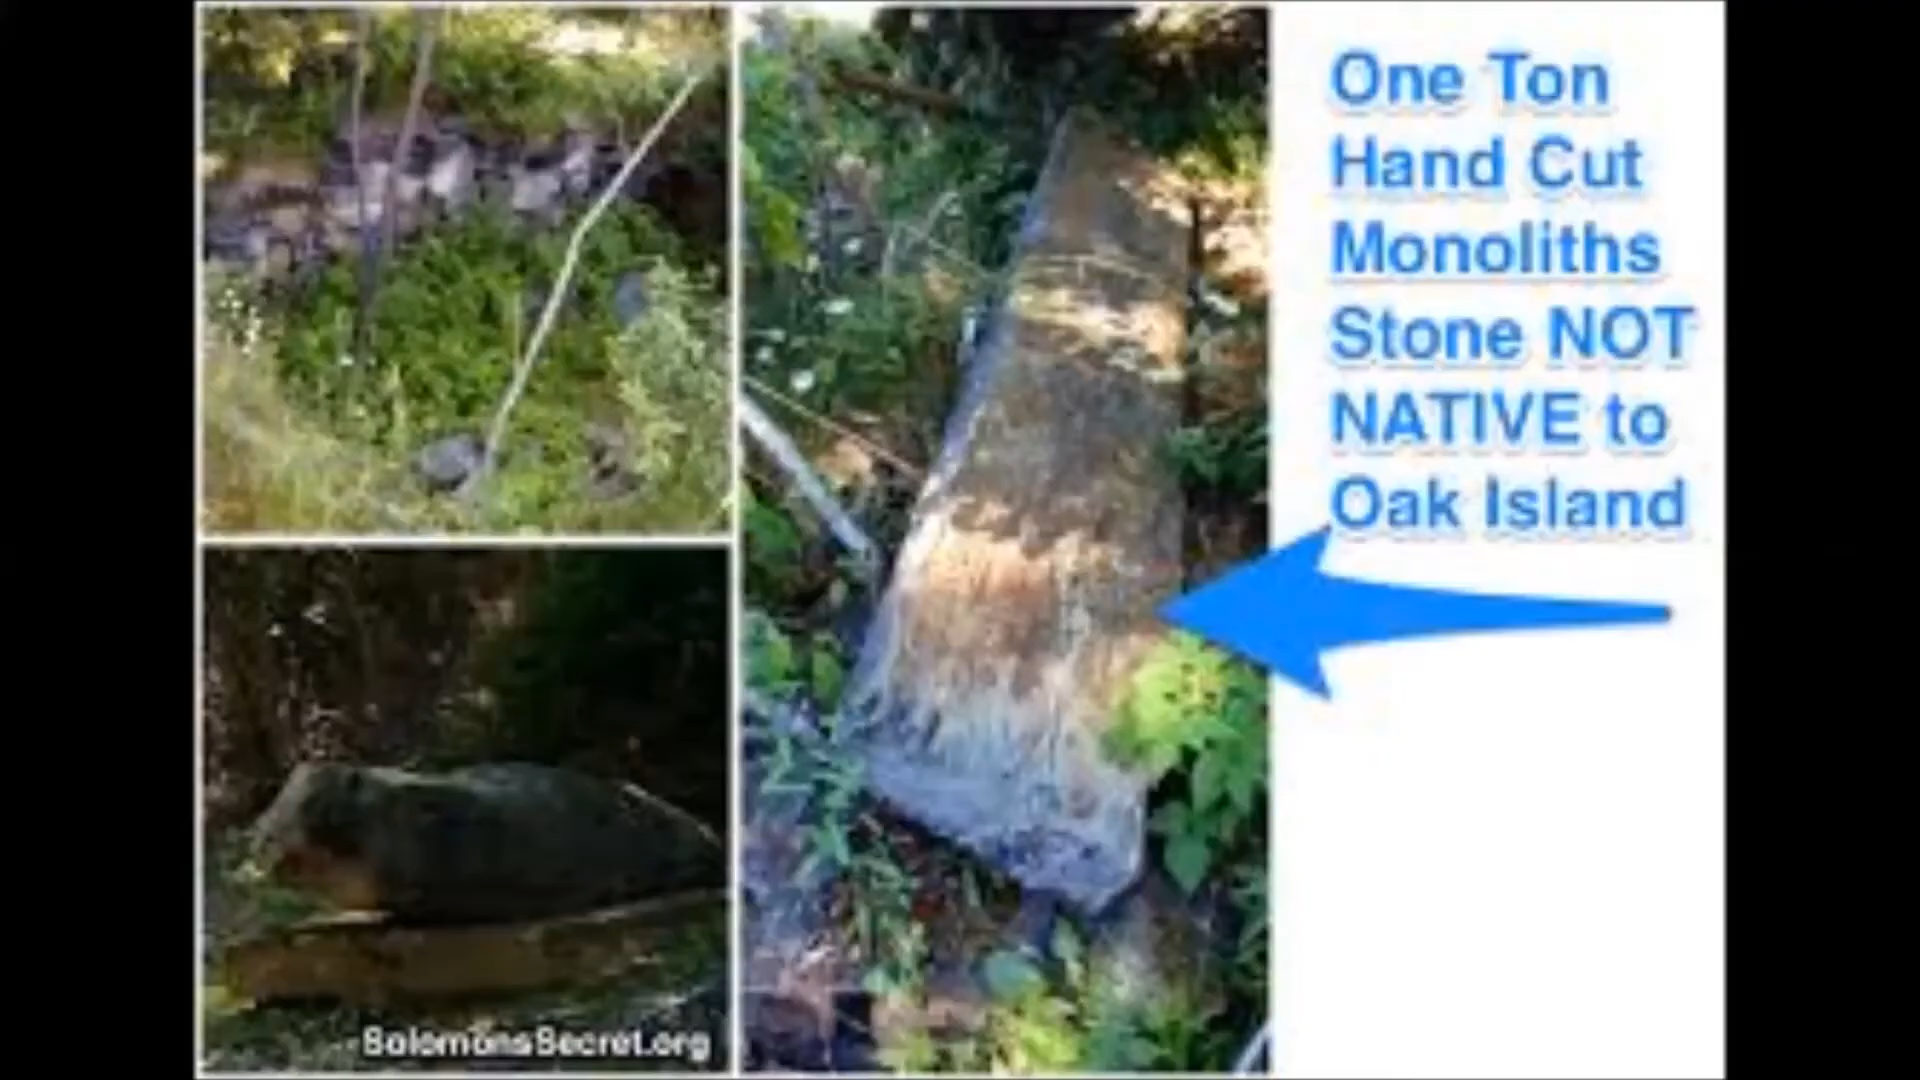 One Ton
Hand Cut
Monoliths
Stone NOT
NATIVE to
Oak Island
SolomonsSecret.org